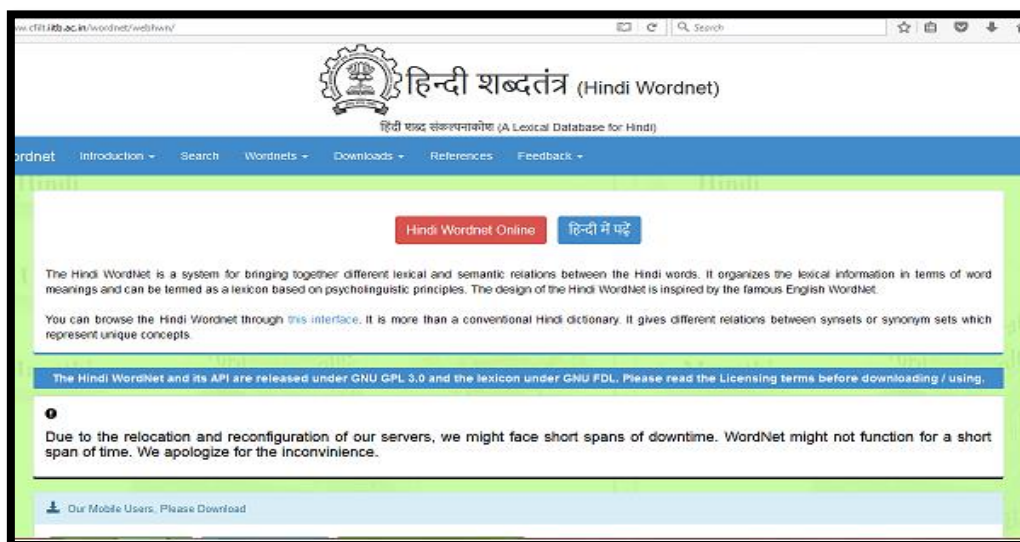 ww.cfilt.iitb.ac.in/wordnet/webhwn/ Search
हिन्दी शब्दतंत्र (Hindi Wordnet)
हिंदी शब्द संकल्पनाकोष (A Lexical Database for Hindi)
ordnet Introduction Search Wordnets Downloads References Feedback
Hindi Hindi
Hindi Wordnet Online हिन्दी में पढ़ें
The Hindi WordNet is a system for bringing together different lexical and semantic relations between the Hindi words. It organizes the lexical information in terms of word
meanings and can be termed as a lexicon based on psycholinguistic principles. The design of the Hindi WordNet is inspired by the famous English WordNet.
You can browse the Hindi Wordnet through this interface. It is more than a conventional Hindi dictionary. It gives different relations between synsets or synonym sets which
represent unique concepts.
The Hindi WordNet and its API are released under GNU GPL 3.0 and the lexicon under GNU FDL. Please read the Licensing terms before downloading / using.
Due to the relocation and reconfiguration of our servers, we might face short spans of downtime. WordNet might not function for a short
span of time. We apologize for the inconvinience.
Our Mobile Users, Please Download